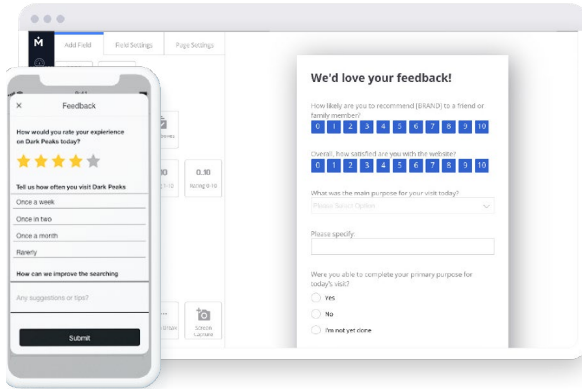 Add Field
Field Settings
Page Settings
Feedback
How would you rate your expierience
on Dark Peaks today?
Tell us how often you visit Dark Peaks
Once a week
Once in two
Once a month
Rarerly
How can we improve the searching
Any suggestions or tips?
Submit
0..10
Rating 0-10
Screen
Capture
We'd love your feedback!
How likely are you to recommend [BRAND] to a friend or
family member?
0 1 2 3 4 5 6 7 8 9 10
Overall, how satisfied are you with the website?
0 1 2 3 4 5 6 7 8 9 10
What was the main purpose for your visit today?
Please Select Option
Please specify:
Were you able to complete your primary purpose for
today's visit?
Yes
No
I'm not yet done